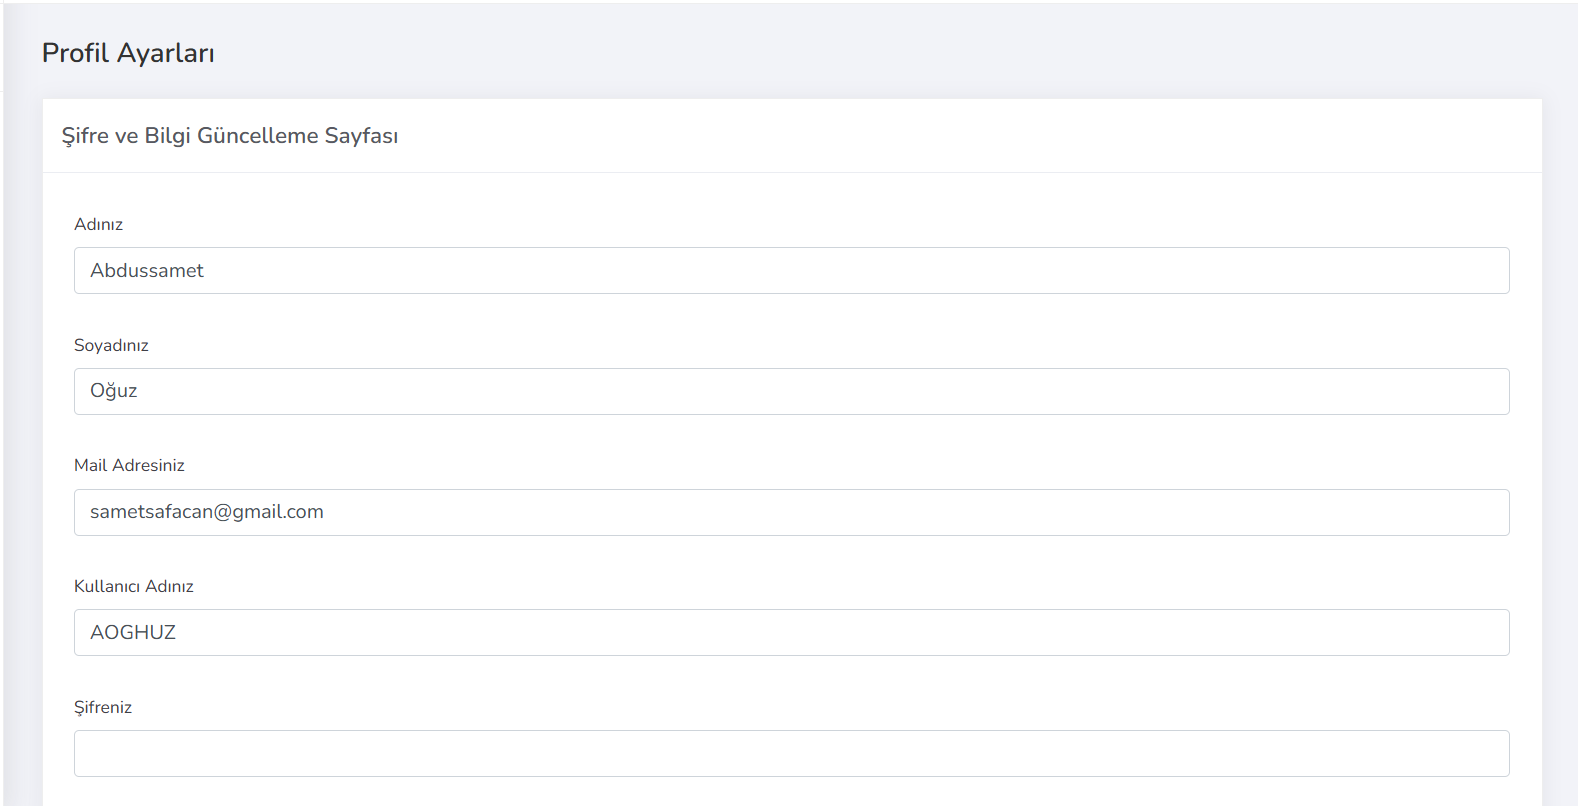 Profil Ayarları
Şifre ve Bilgi Güncelleme Sayfası
Adınız
Abdussamet
Soyadınız
Oğuz
Mail Adresiniz
sametsafacan@gmail.com
Kullanıcı Adınız
AOGHUZ
Şifreniz